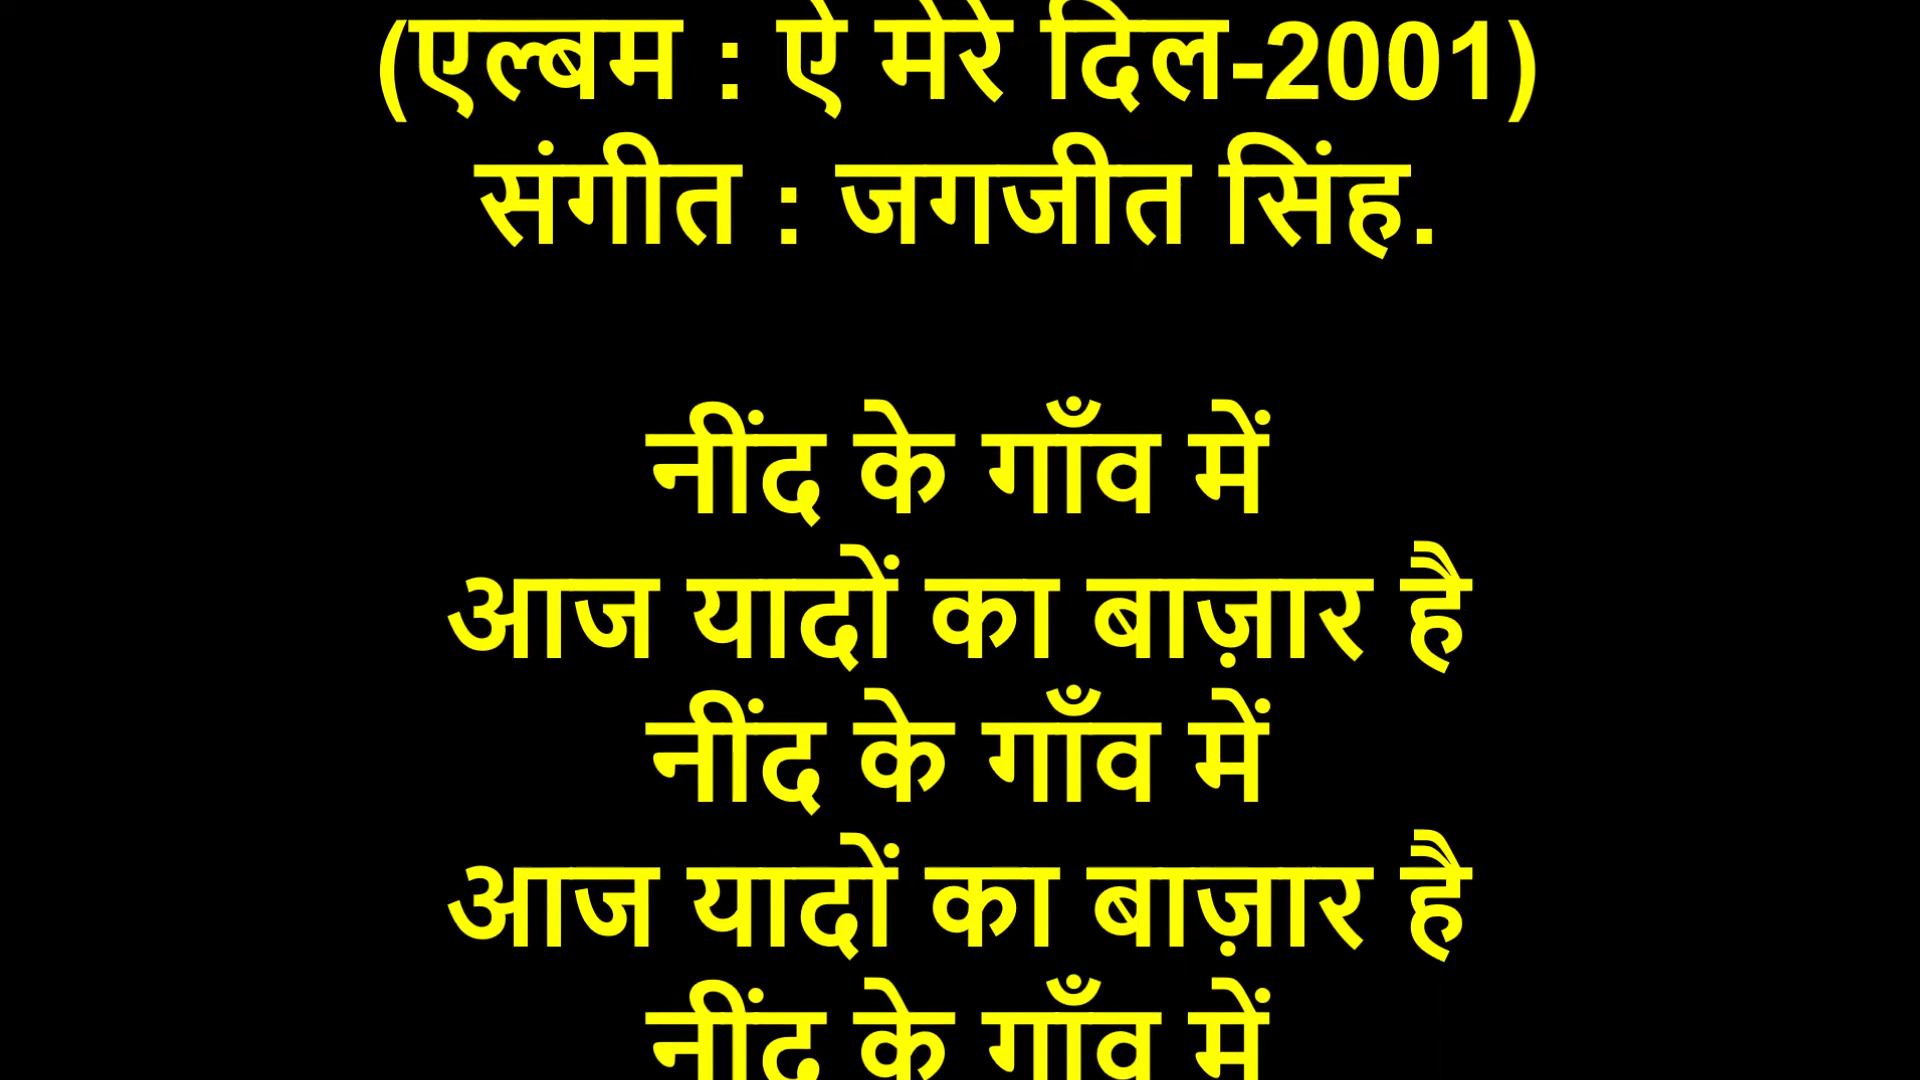 (एल्बम : ऐ मेरे दिल-2001)
संगीत : जगजीत सिंह.
नींद के गाँव में
आज यादों का बाज़ार है
नींद के गाँव में
आज यादों का बाज़ार है
नींद के गाँव में